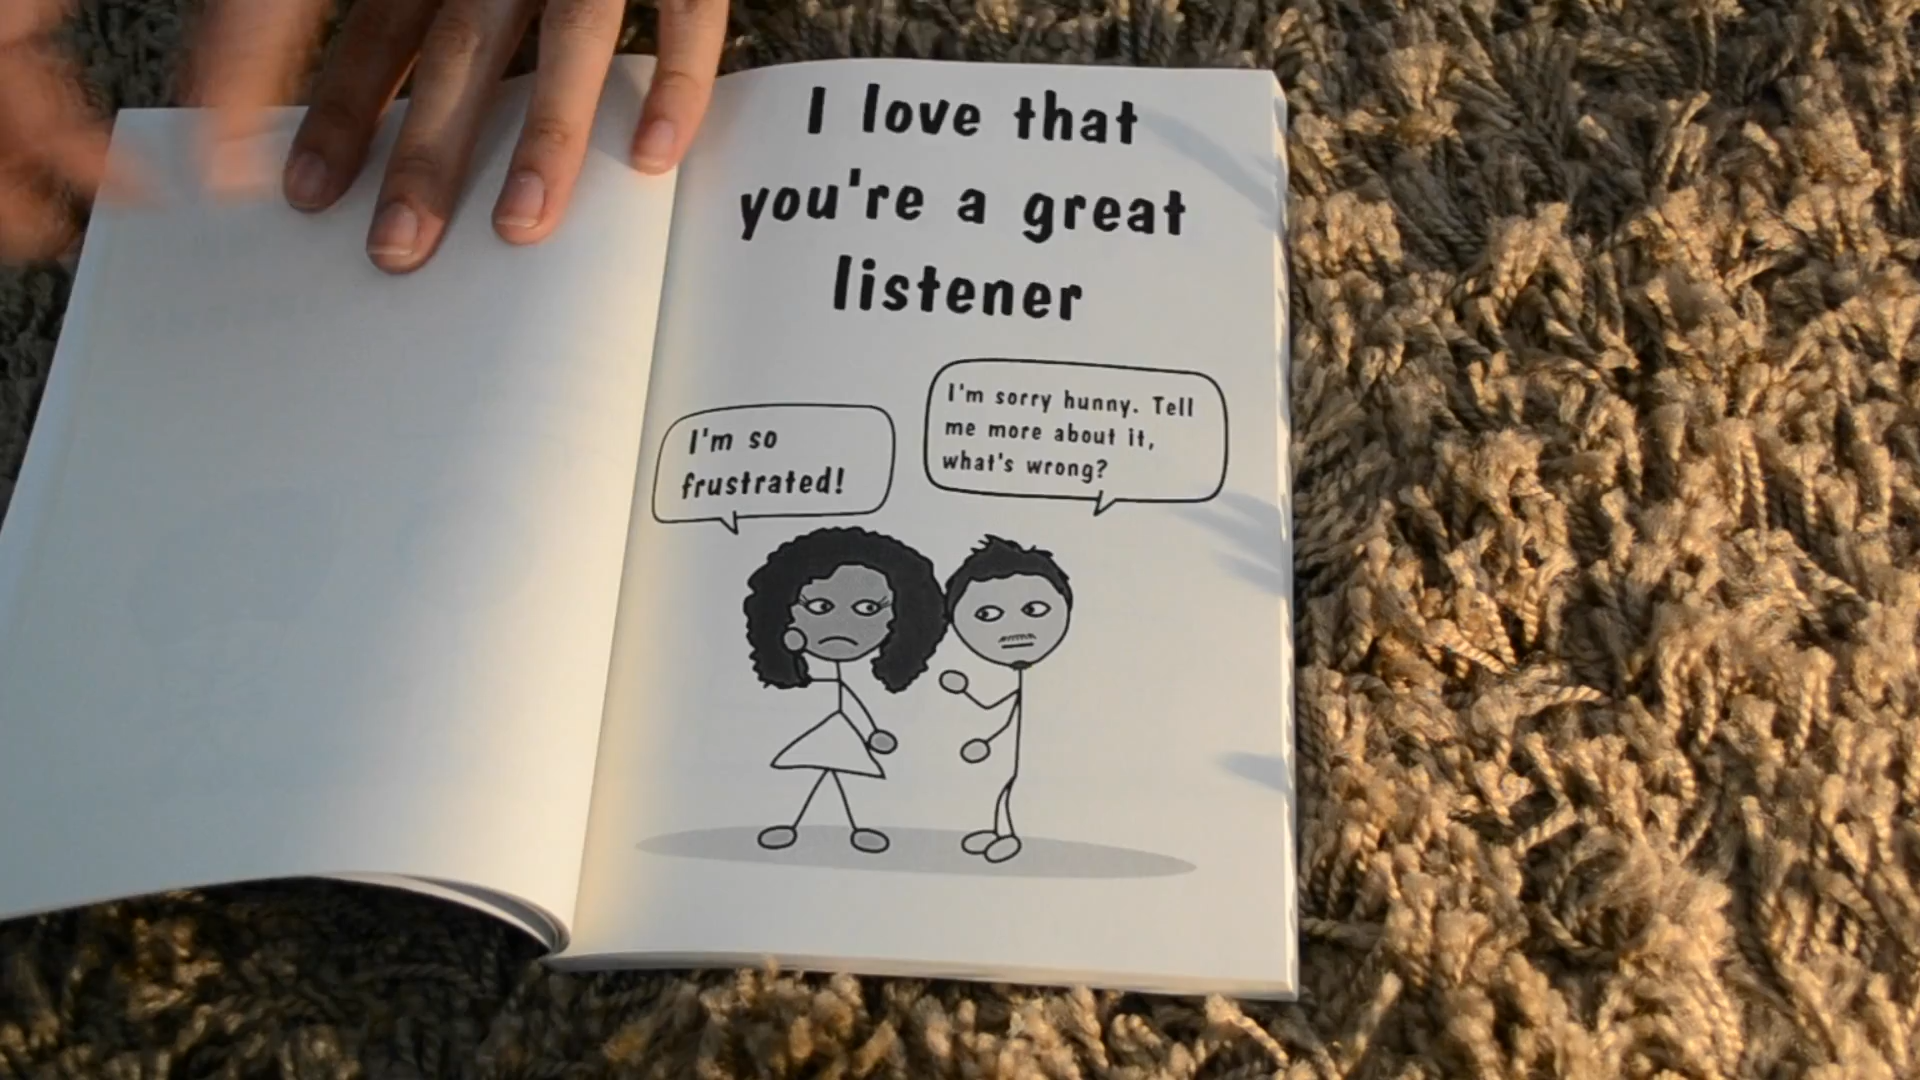 I love that
you're a great
listener
I'm so
frustrated!
I'm sorry hunny. Tell
me more about it,
what's wrong?